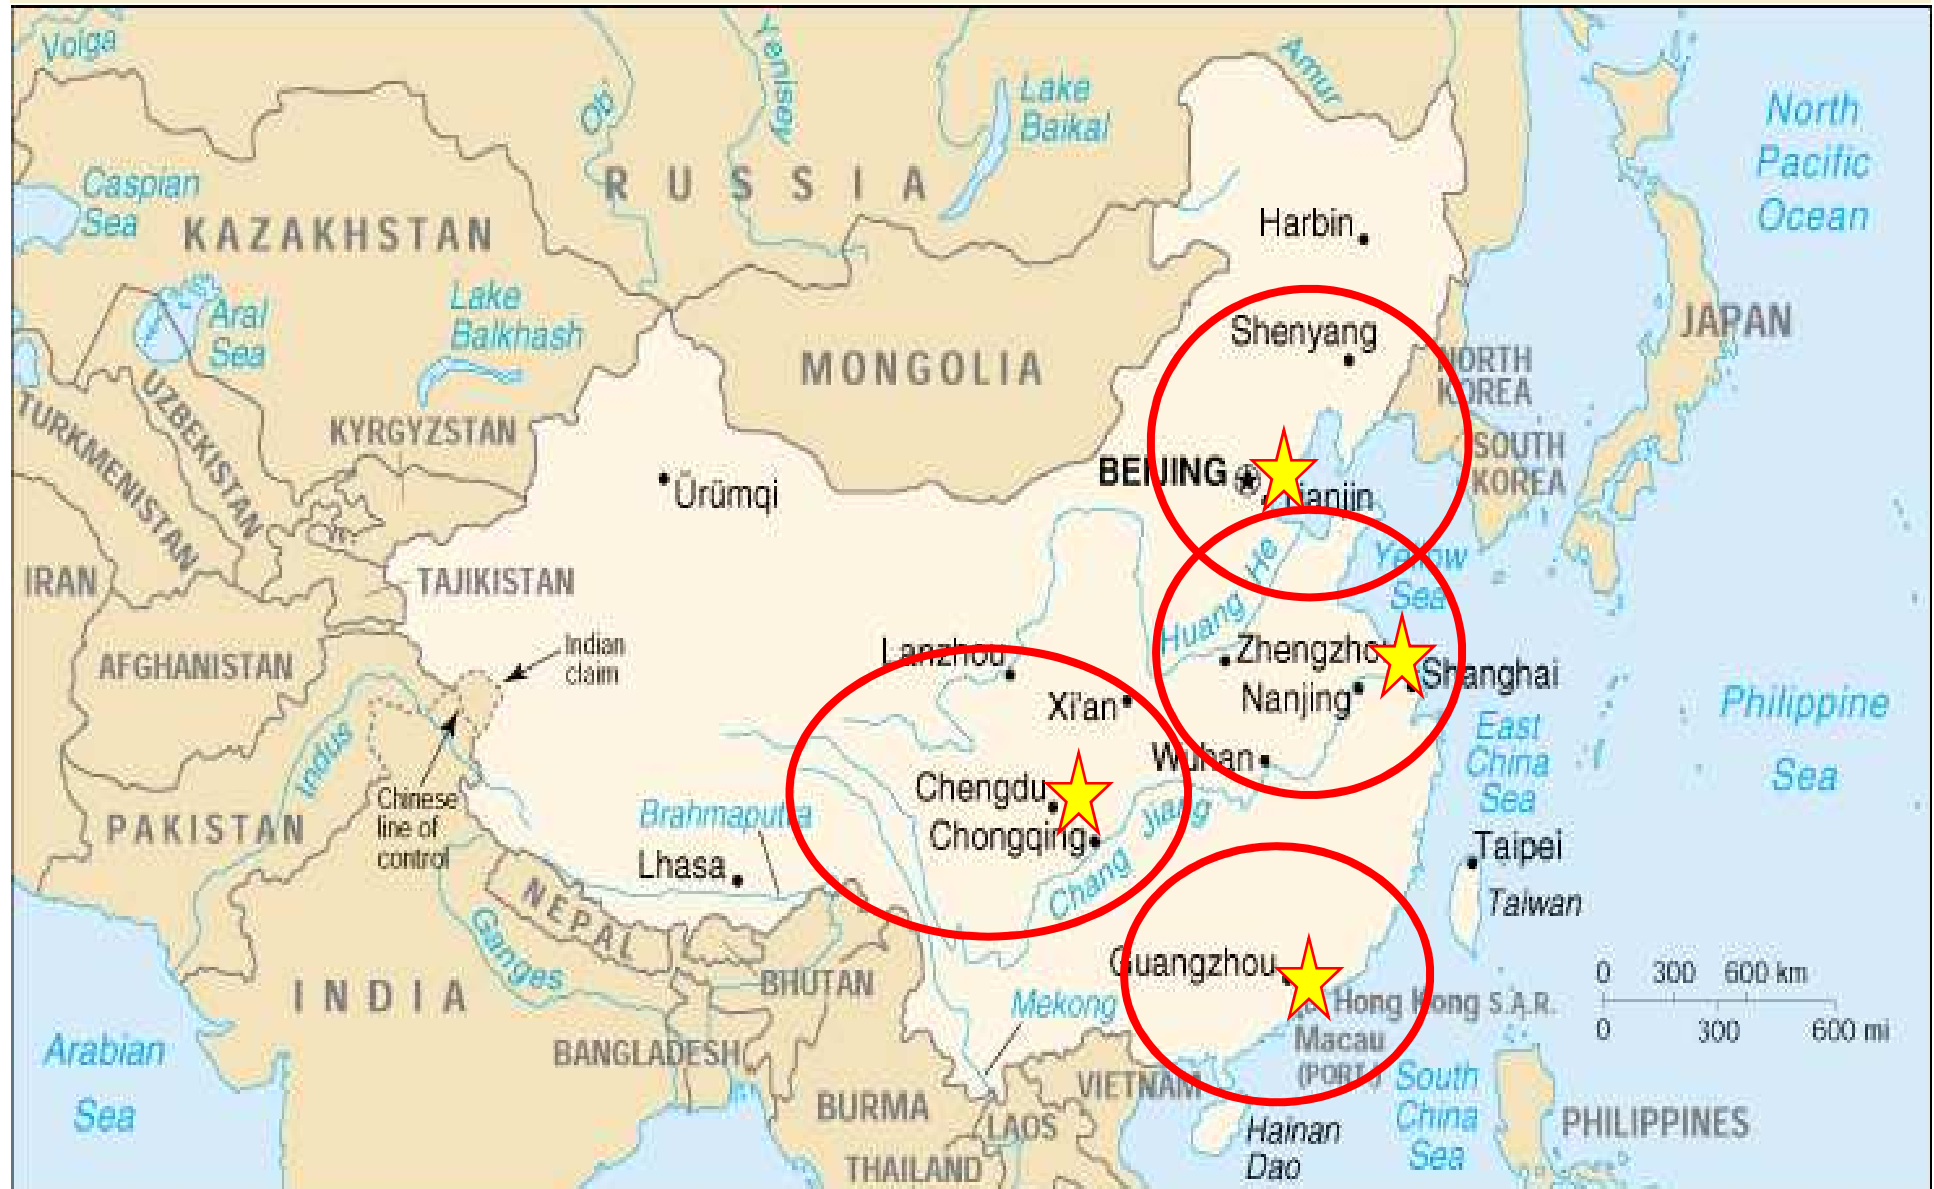 Volga
Ob
Yenisey
Amur
Lake
Baikal
North
Pacific
Ocean
Caspian
Sea
RUSSIA
KAZAKHSTAN
Harbin
Aral
Sea
Lake
Balkhash
Shenyang
JAPAN
MONGOLIA
NORTH
KOREA
UZBEKISTAN
TURKMENISTAN
KYRGYZSTAN
SOUTH
KOREA
BEIJING
Ürümqi
Tianjin
IRAN
TAJIKISTAN
Yellow
Sea
Huang He
AFGHANISTAN
Indian
claim
Lanzhou
Zhengzhou
Shanghai
Xi'an
Nanjing
Indus
East
China
Sea
Philippine
Sea
Wuhan
Chengdu
Chinese
line of
control
PAKISTAN
Brahmaputra
Chongqing
Chang Jiang
Taipei
Lhasa
Taiwan
NEPAL
Ganges
Guangzhou
0 300 600 km
0 300 600 mi
INDIA
BHUTAN
Mekong
Hong Kong S.A.R.
Macau
(PORT.)
Arabian
Sea
BANGLADESH
VIETNAM
South
China
Sea
BURMA
LAOS
PHILIPPINES
Hainan
Dao
THAILAND